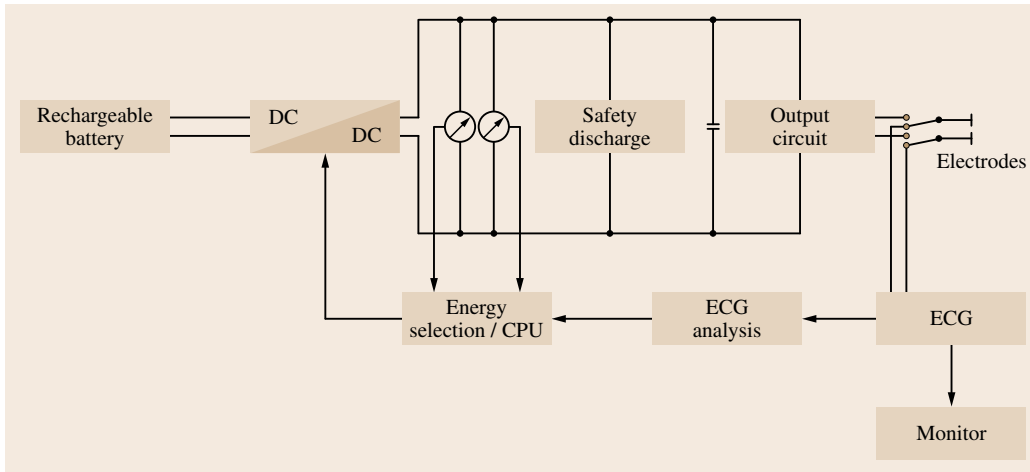 Rechargeable
battery
DC
DC
Safety
discharge
Output
circuit
Electrodes
Energy
selection / CPU
ECG
analysis
ECG
Monitor